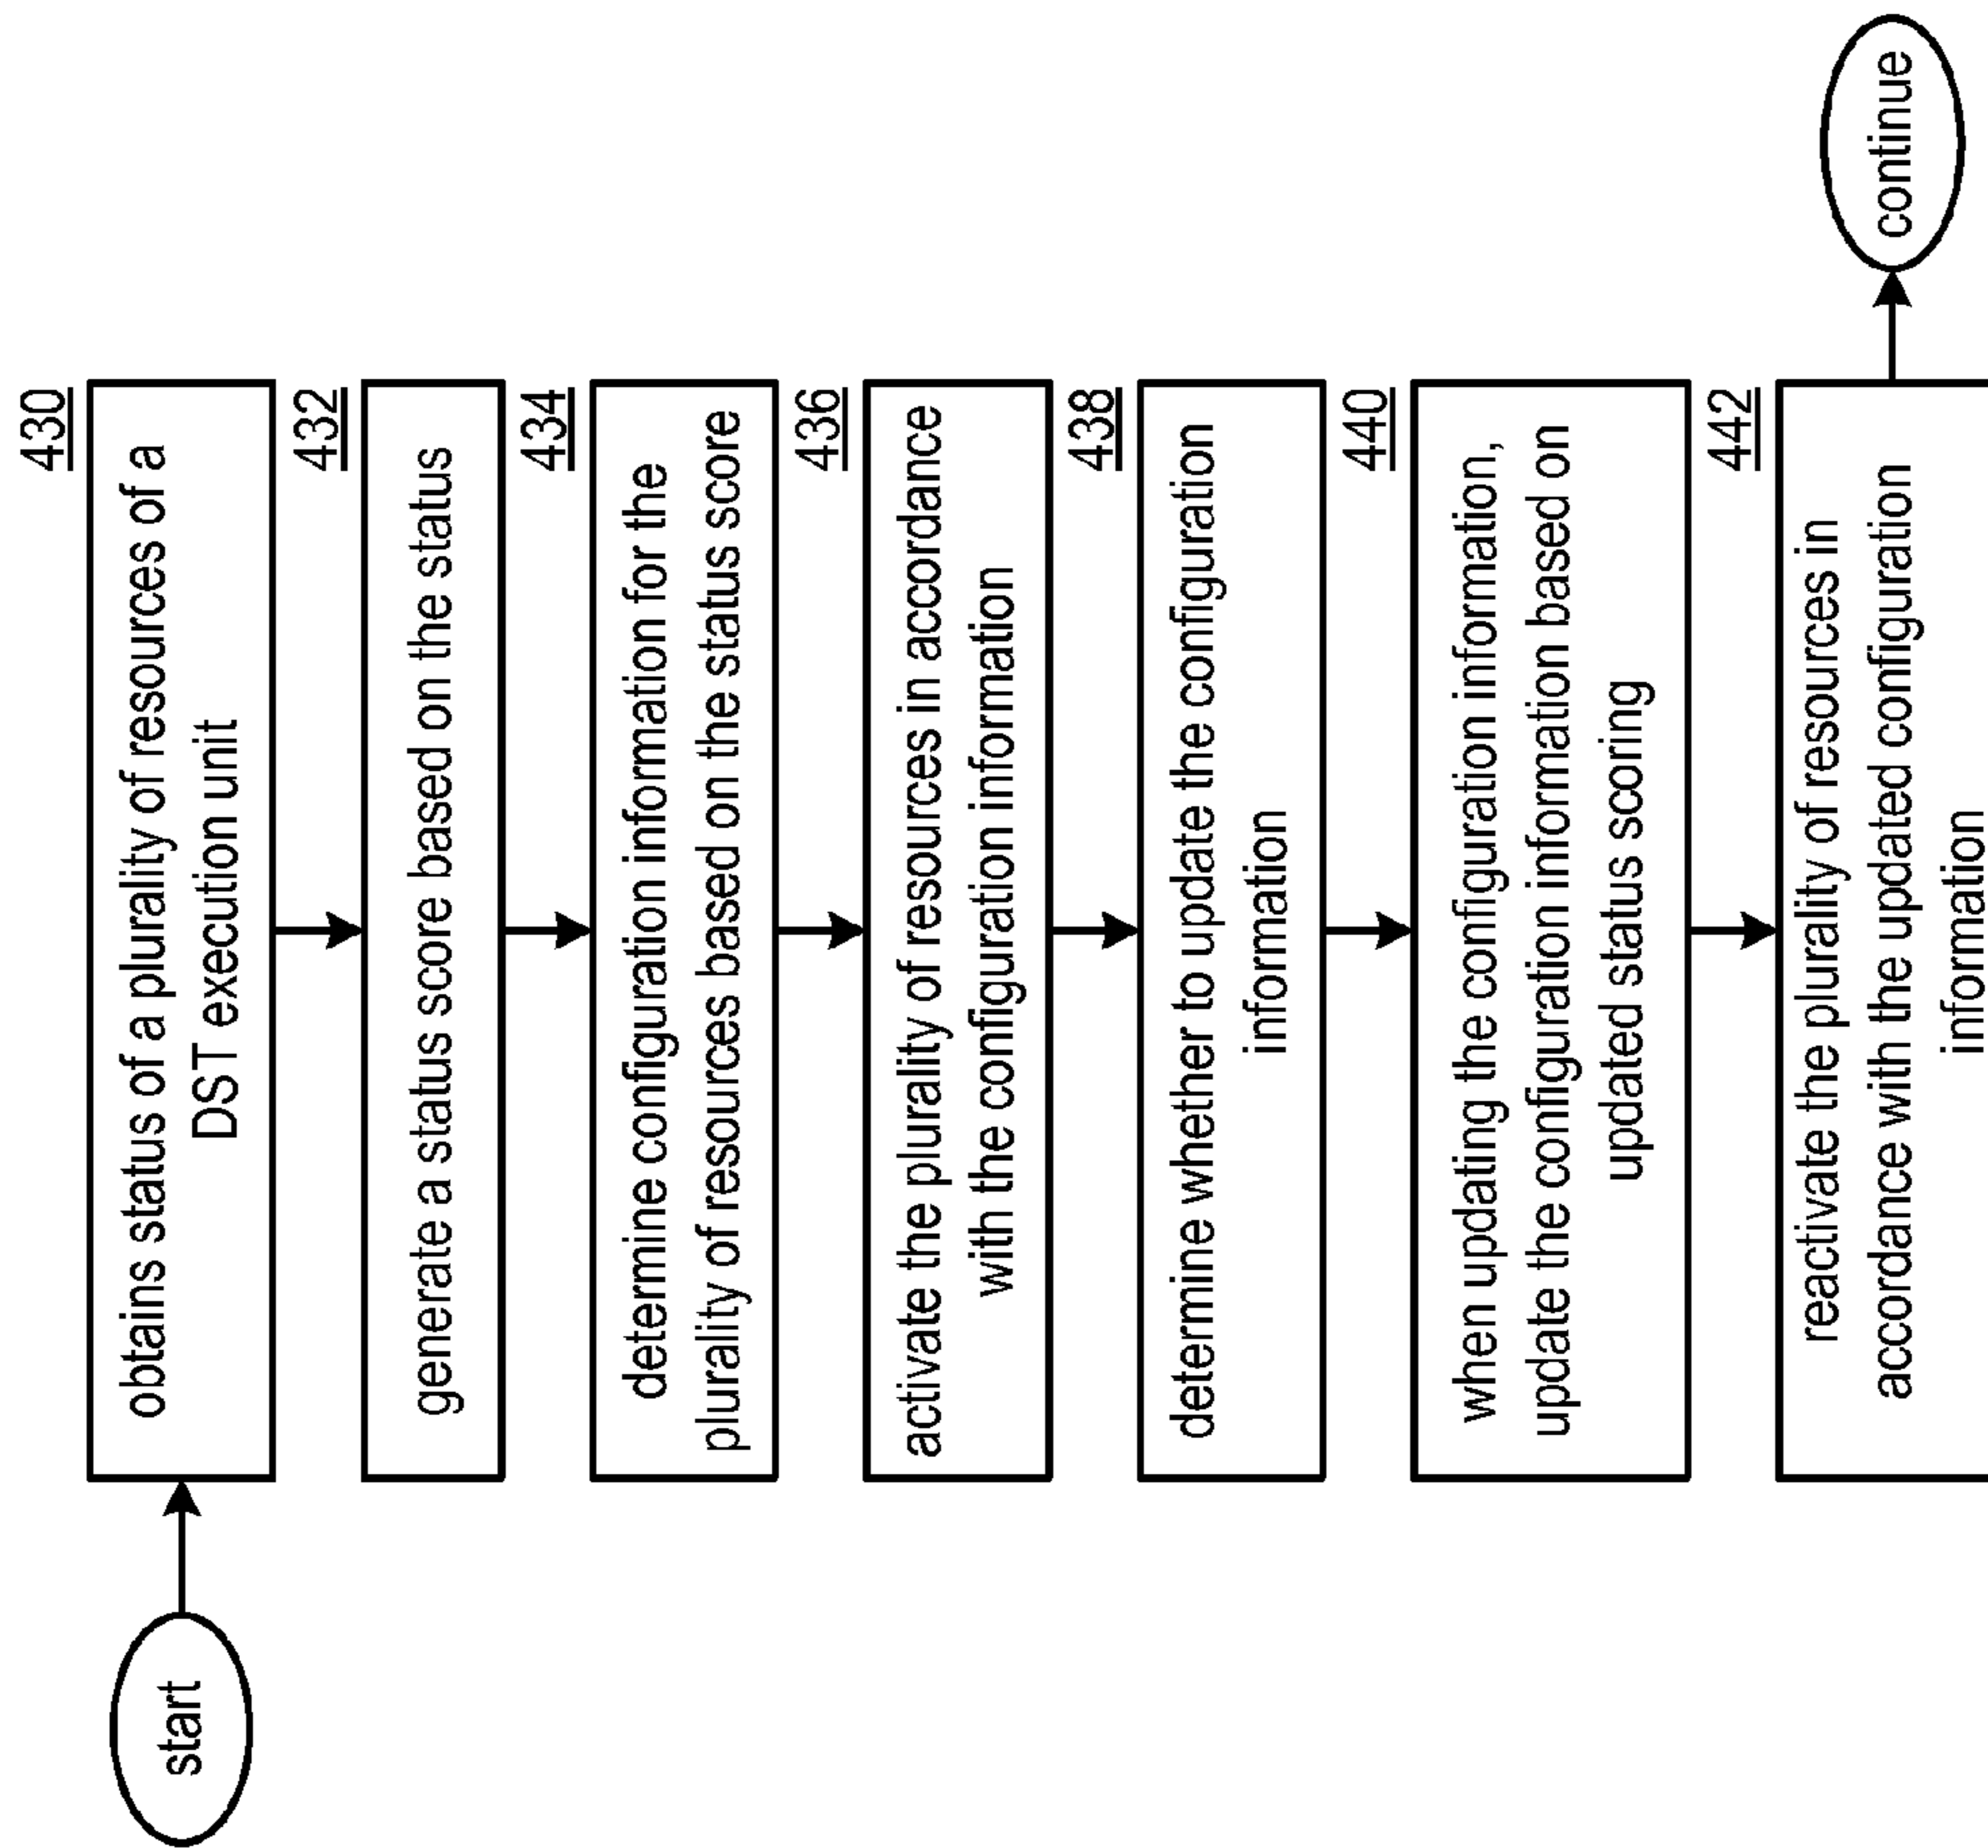 start
430
obtains status of a plurality of resources of a
DST execution unit
432
generate a status score based on the status
434
determine configuration information for the
plurality of resources based on the status score
436
activate the plurality of resources in accordance
with the configuration information
438
determine whether to update the configuration
information
440
when updating the configuration information,
update the configuration information based on
updated status scoring
442
reactivate the plurality of resources in
accordance with the updated configuration
information
continue